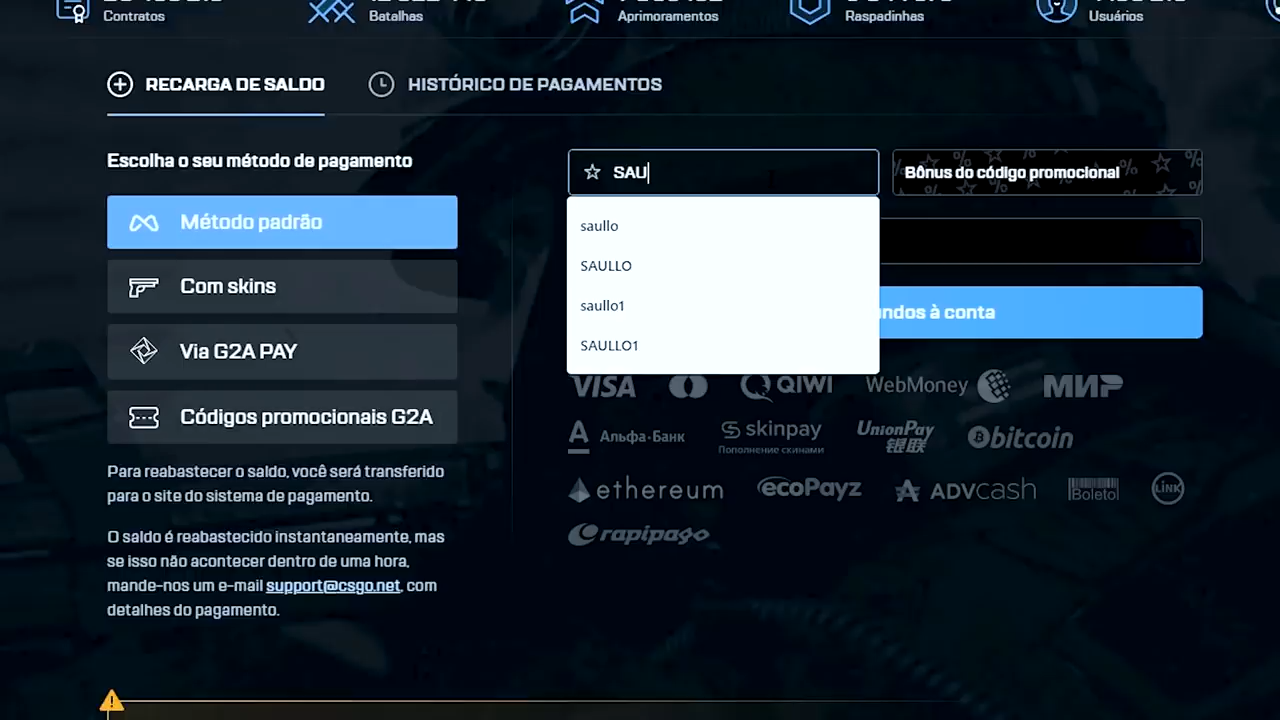 Contratos
Batalhas
Aprimoramentos
Raspadinhas
Usuários
RECARGA DE SALDO
HISTÓRICO DE PAGAMENTOS
Escolha o seu método de pagamento
SAU
Bônus do código promocional
Método padrão
saullo
SAULLO
Com skins
saullo1
ndos à conta
Via G2A PAY
SAULLO1
VISA
QIWI
WebMoney
МИР
Códigos promocionais G2A
А Альфа·Банк
skinpay
Пополнение скинами
UnionPay
银联
bitcoin
Para reabastecer o saldo, você será transferido
para o site do sistema de pagamento.
ethereum
ecoPayz
ADVcash
Boleto
LINK
O saldo é reabastecido instantaneamente, mas
se isso não acontecer dentro de uma hora,
mande-nos um e-mail support@csgo.net, com
detalhes do pagamento.
rapipago